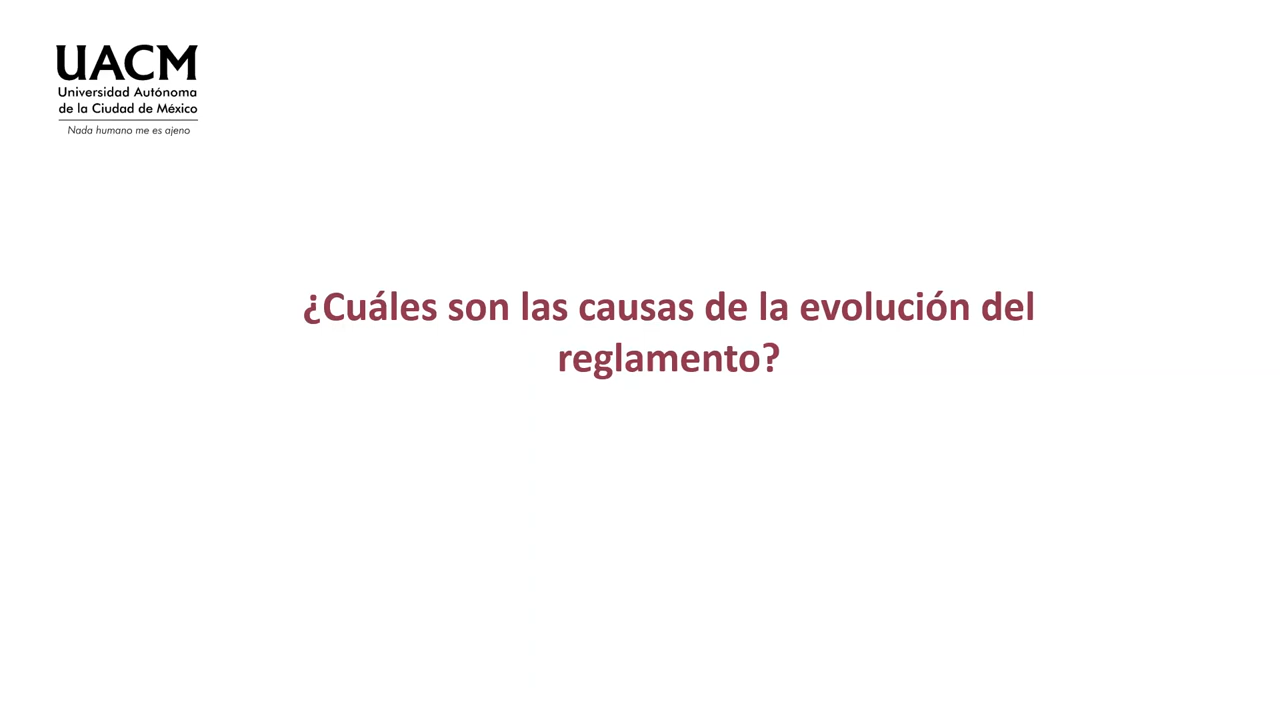 UACM
Universidad Autónoma
de la Ciudad de México
Nada humano me es ajeno
¿Cuáles son las causas de la evolución del
reglamento?